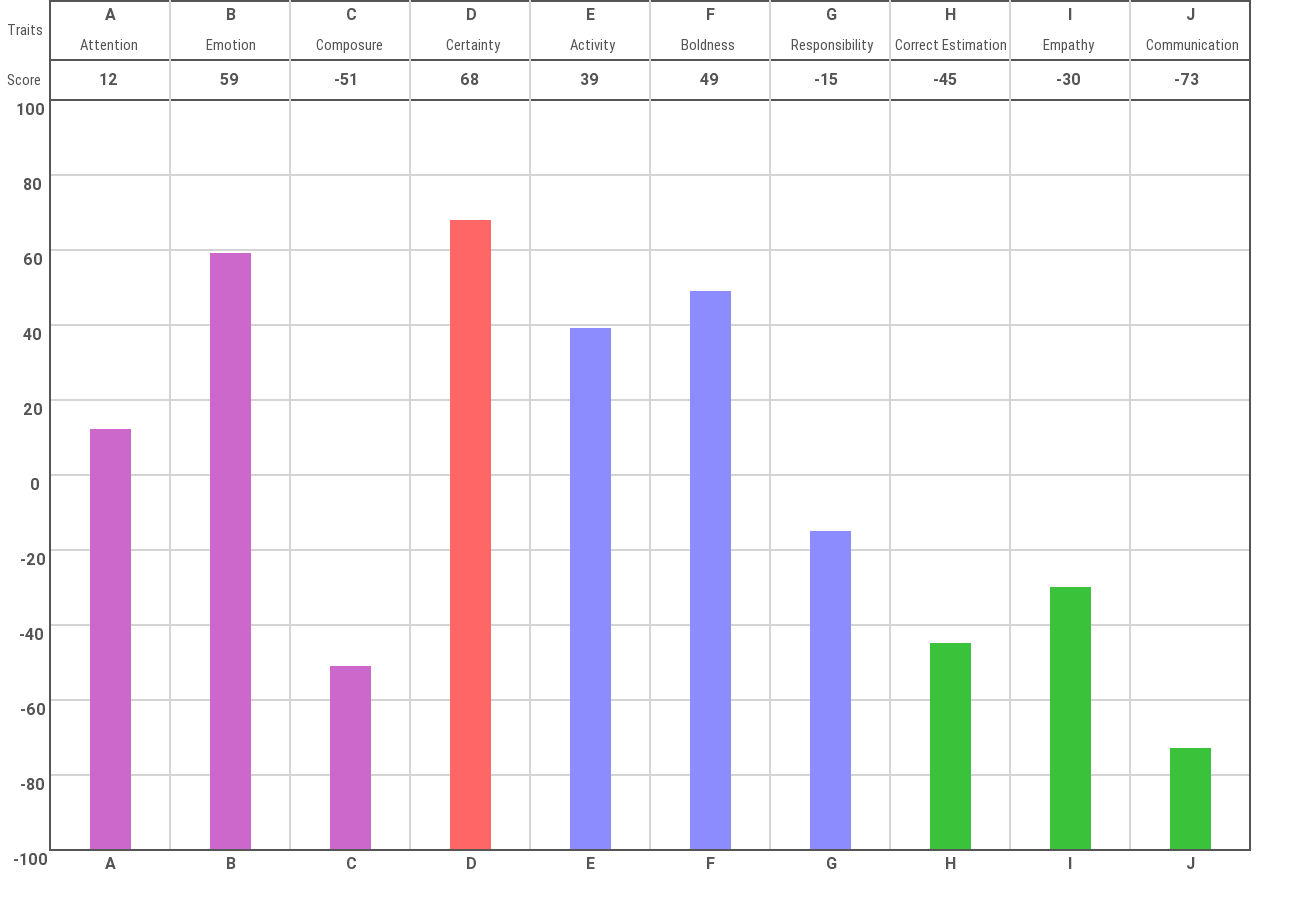 A B C D E F G H I J
Traits
Attention Emotion Composure Certainty Activity Boldness Responsibility Correct Estimation Empathy Communication
Score 12 59 -51 68 39 49 -15 -45 -30 -73
100
80
60
40
20
0
-20
-40
-60
-80
-100
A B C D E F G H I J